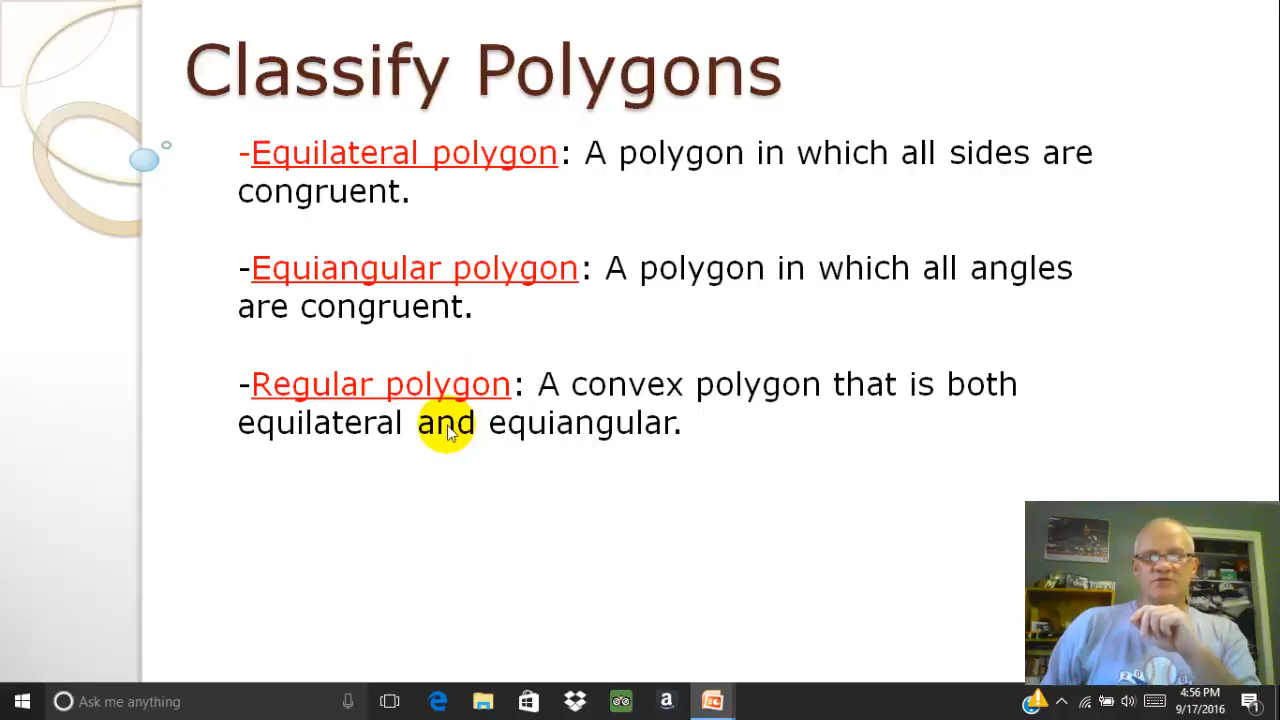 Classify Polygons
-Equilateral polygon: A polygon in which all sides are
congruent.
-Equiangular polygon: A polygon in which all angles
are congruent.
-Regular polygon: A convex polygon that is both
equilateral and equiangular.
Ask me anything
4:56 PM
9/17/2016
1